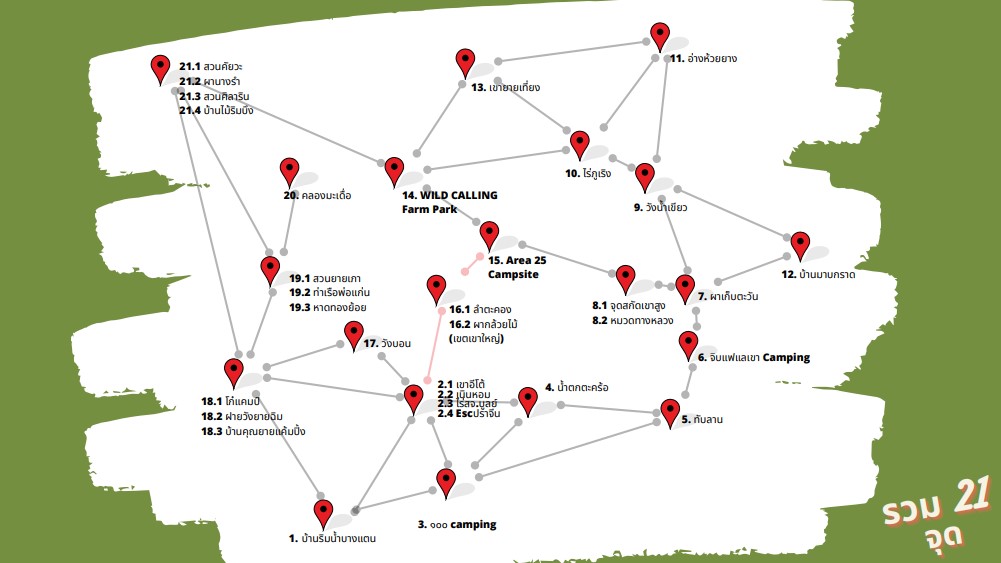 11. อ่างห้วยยาง
21.1 สวนคัยวะ
21.2 ผานางรำ
21.3 สวนศิลาริน
21.4 บ้านไม้ริมบึง
13. เขายายเที่ยง
10. ไร่ภูเริง
20. คลองมะเดื่อ
14. WILD CALLING
Farm Park
9. วังน้ำเขียว
15. Area 25
Campsite
12. บ้านมาบกราด
19.1 สวนยายเภา
19.2 ท่าเรือพ่อแก่น
19.3 หาดทองย้อย
8.1 จุดสกัดเขาสูง
8.2 หมวดทางหลวง
7. ผาเก็บตะวัน
16.1 ลำตะคอง
16.2 ผากล้วยไม้
(เขตเขาใหญ่)
17. วังบอน
6. จิบแฟแลเขา Camping
2.1 เขาอีโต้
2.2 เนินหอม
2.3 ไร่สจ.บูลย์
2.4 Escปราจีน
4. น้ำตกตะคร้อ
5. ทับลาน
18.1 โก๋แคมป์
18.2 ฝายวังยายฉิม
18.3 บ้านคุณยายแค้มปิ้ง
3. ๑๐๐ camping
1. บ้านริมน้ำบางแตน
รวม 21
จุด